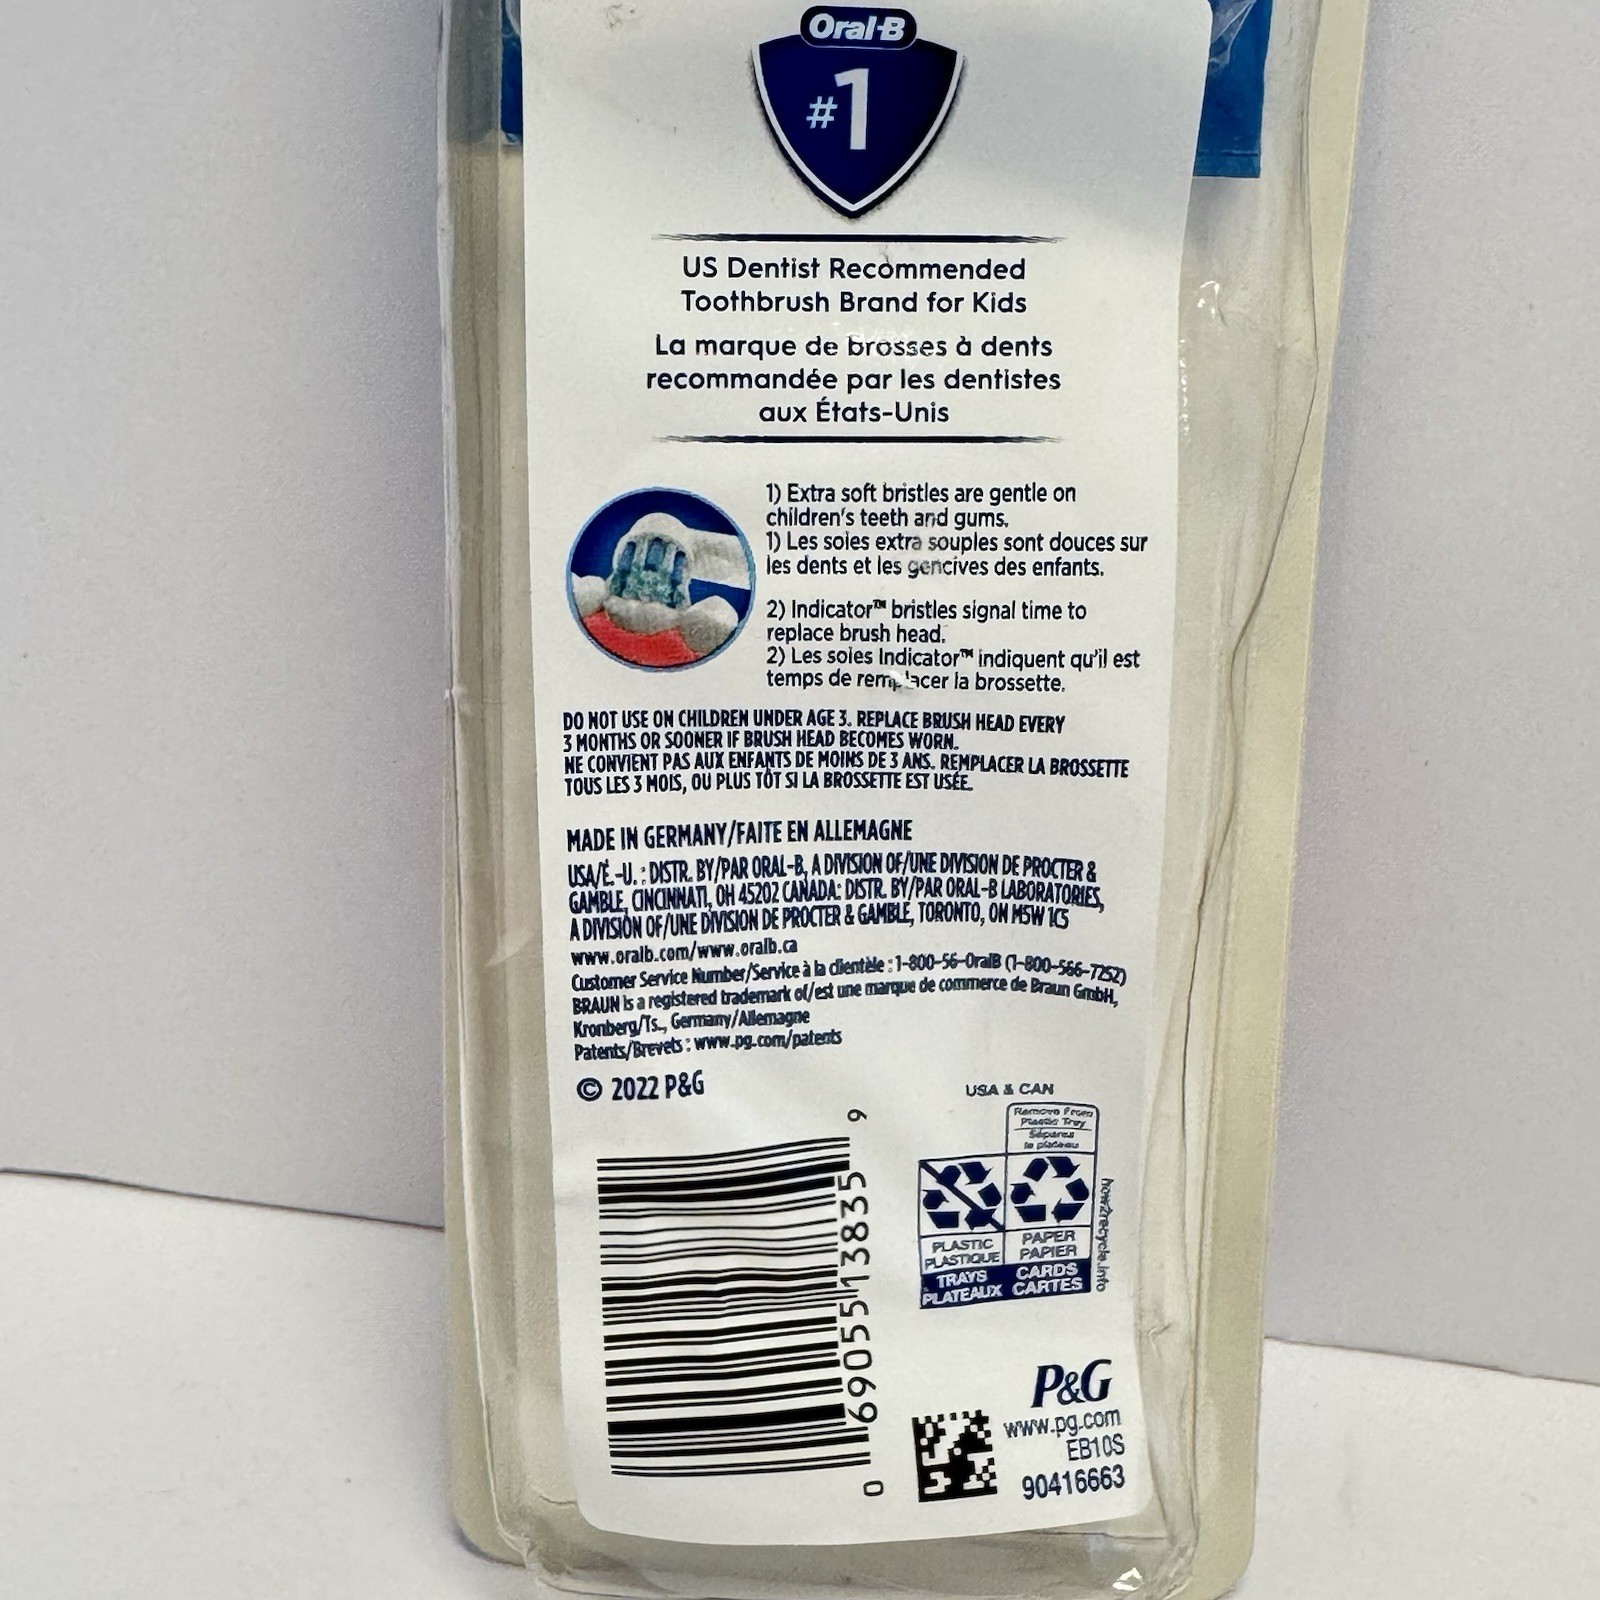 Oral-B
#1
US Dentist Recommended
Toothbrush Brand for Kids
La marque de brosses à dents
recommandée par les dentistes
aux États-Unis
1) Extra soft bristles are gentle on
children's teeth and gums.
1) Les soies extra souples sont douces sur
les dents et les gencives des enfants.
2) Indicator™ bristles signal time to
replace brush head.
2) Les soies Indicator™ indiquent qu'il est
temps de remplacer la brossette.
DO NOT USE ON CHILDREN UNDER AGE 3. REPLACE BRUSH HEAD EVERY
3 MONTHS OR SOONER IF BRUSH HEAD BECOMES WORN.
NE CONVIENT PAS AUX ENFANTS DE MOINS DE 3 ANS. REMPLACER LA BROSSETTE
TOUS LES 3 MOIS, OU PLUS TÔT SI LA BROSSETTE EST USÉE.
MADE IN GERMANY/FAITE EN ALLEMAGNE
USA/É.-U. : DISTR. BY/PAR ORAL-B, A DIVISION OF/UNE DIVISION DE PROCTER &
GAMBLE, CINCINNATI, OH 45202 CANADA: DISTR. BY/PAR ORAL-B LABORATORIES,
A DIVISION OF/UNE DIVISION DE PROCTER & GAMBLE, TORONTO, ON M5W 1C5
www.oralb.com/www.oralb.ca
Customer Service Number/Service à la clientèle : 1-800-56-OralB (1-800-566-7252)
BRAUN is a registered trademark of/est une marque de commerce de Braun GmbH,
Kronberg/Ts., Germany/Allemagne
Patents/Brevets : www.pg.com/patents
© 2022 P&G
USA & CAN
Remove From
Plastic Tray
Séparez
le plateau
PLASTIC
PLASTIQUE
TRAYS
PLATEAUX
PAPER
PAPIER
CARDS
CARTES
how2recycle.info
0 69055 13835 9
P&G
www.pg.com
EB10S
90416663